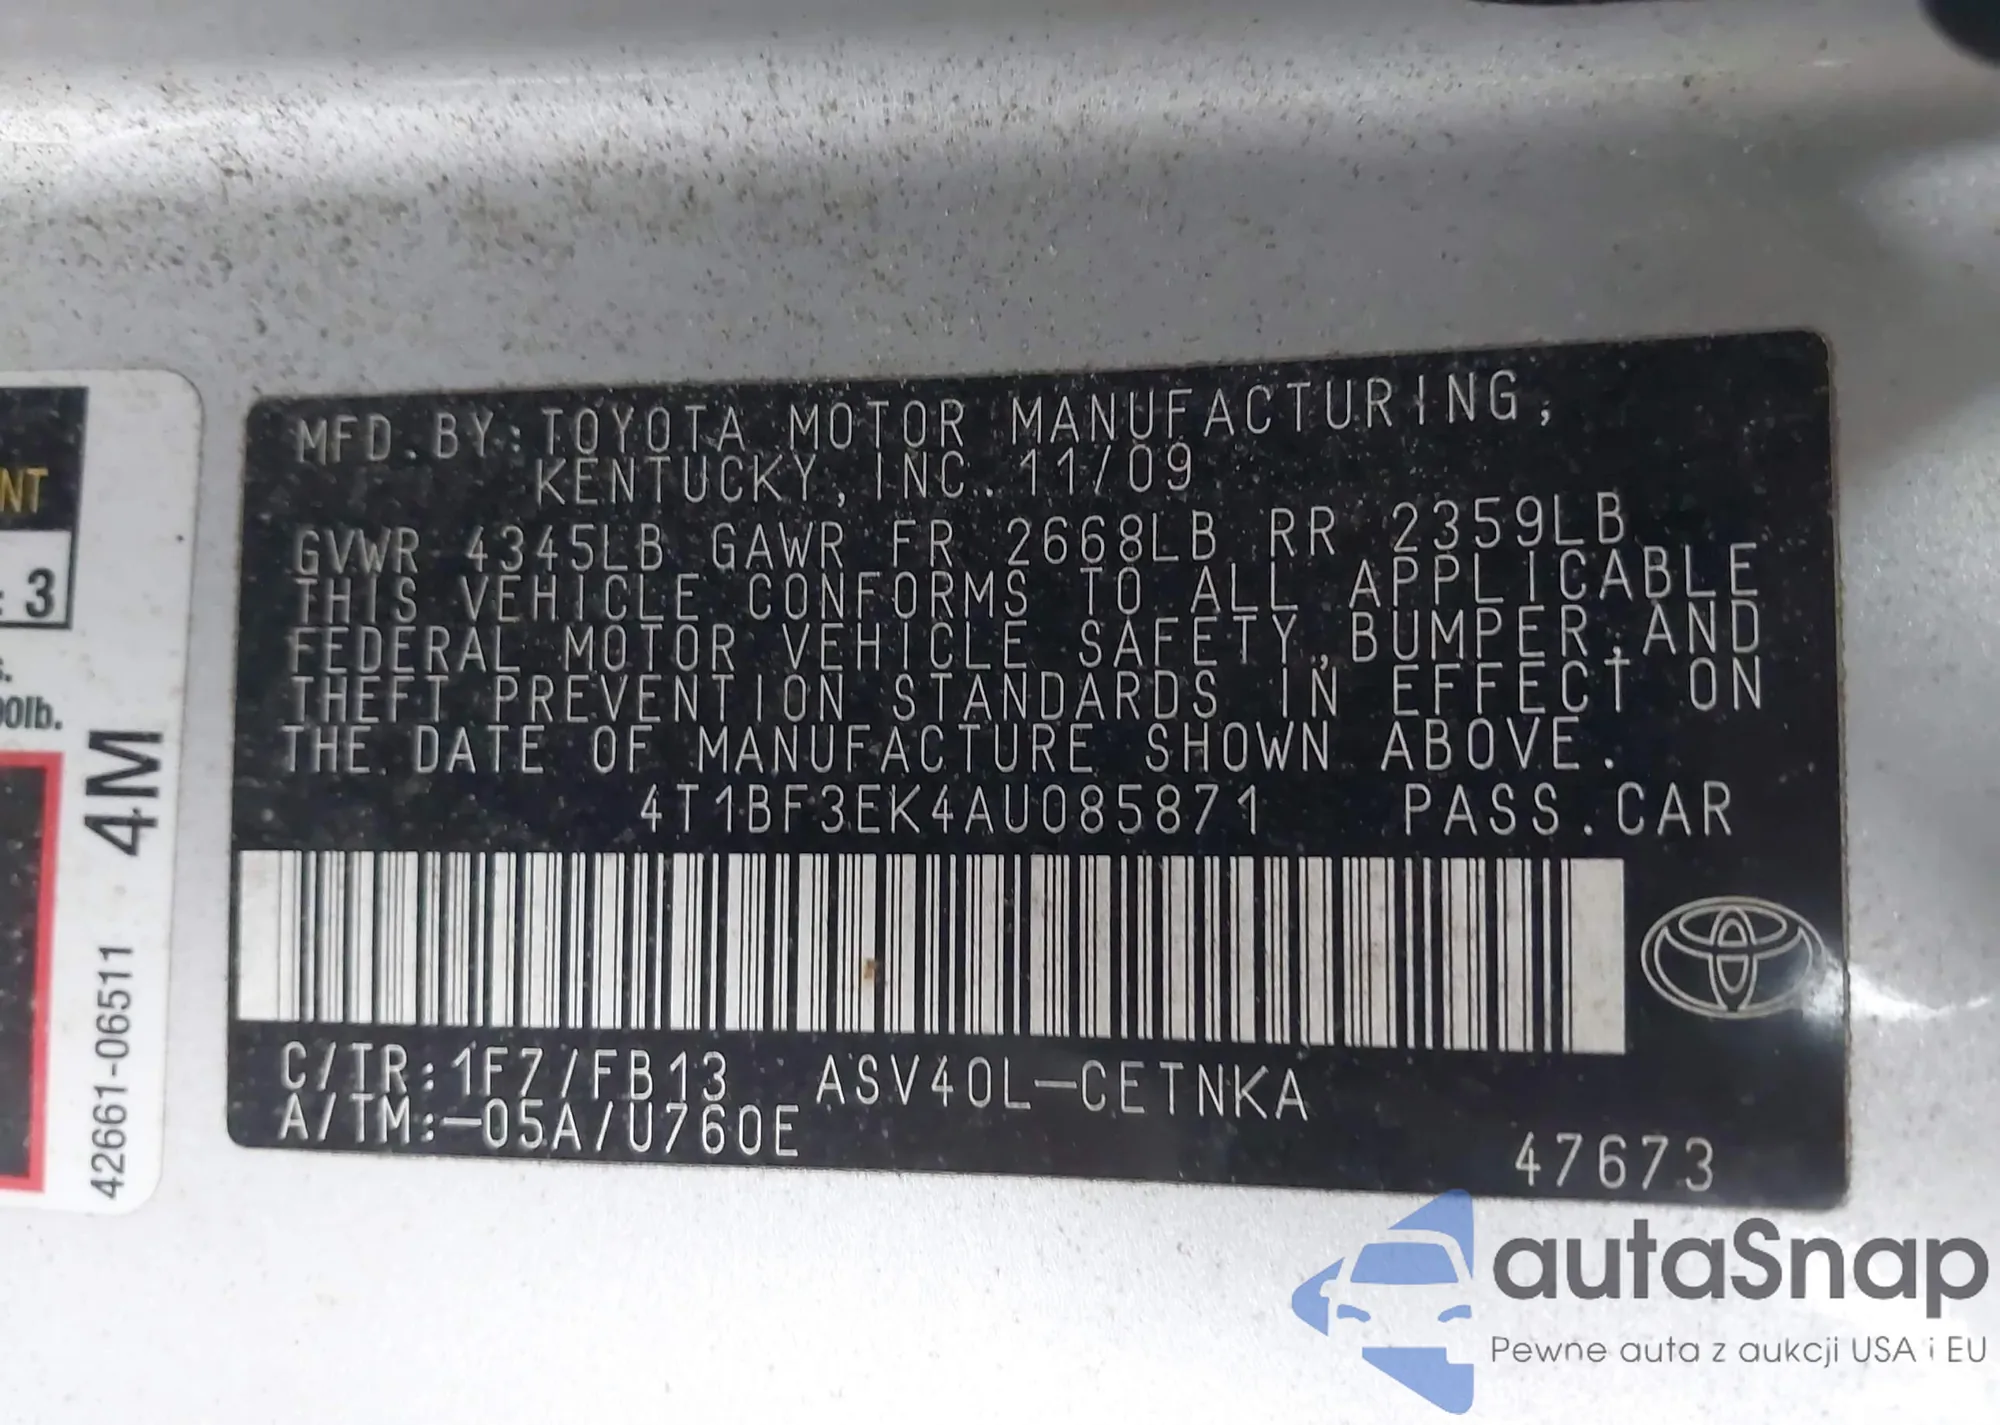 MFD.BY:TOYOTA MOTOR MANUFACTURING,
KENTUCKY, INC. 11/09
GVWR 4345LB GAWR FR 2668LB RR 2359LB
THIS VEHICLE CONFORMS TO ALL APPLICABLE
FEDERAL MOTOR VEHICLE SAFETY,BUMPER,AND
THEFT PREVENTION STANDARDS IN EFFECT ON
THE DATE OF MANUFACTURE SHOWN ABOVE.
4T1BF3EK4AU085871 PASS.CAR
C/TR:1F7/FB13 ASV40L-CETNKA
A/TM:-05A/U760E
47673
NT
: 3
s.
00lb.
42661-06511 4M
autaSnap
Pewne auta z aukcji USA i EU